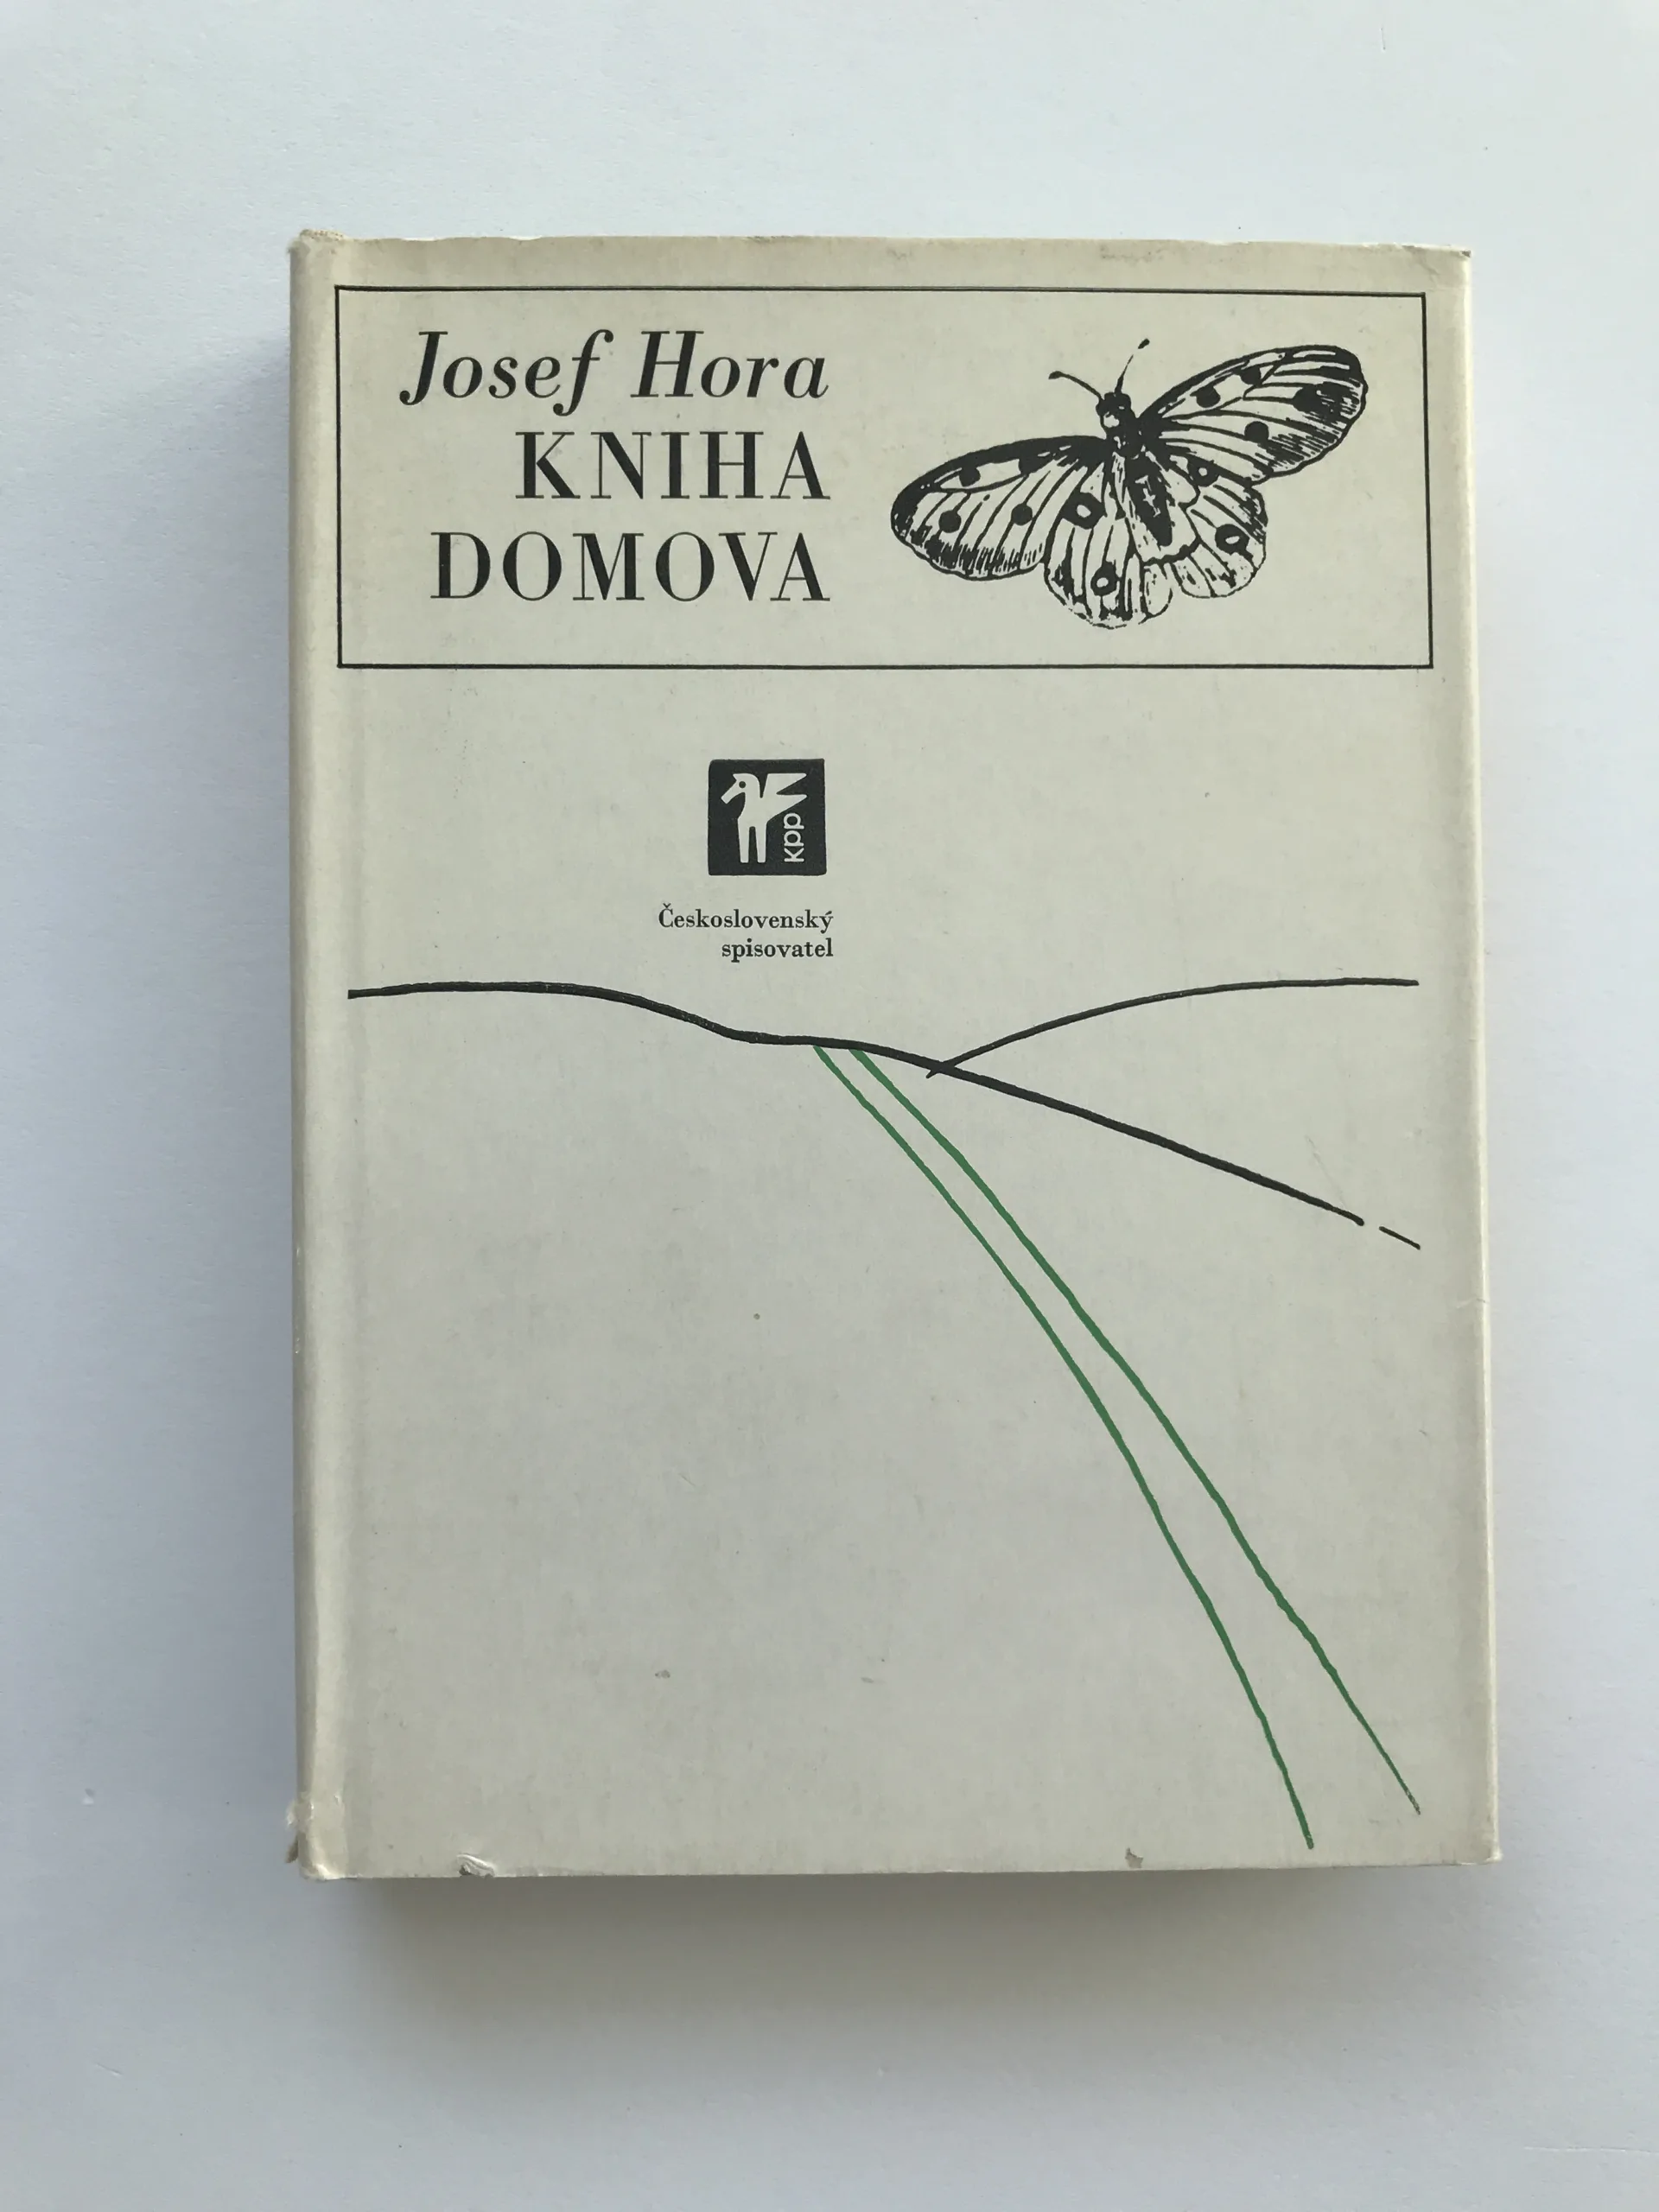 Josef Hora
KNIHA
DOMOVA
kpp
Československý
spisovatel